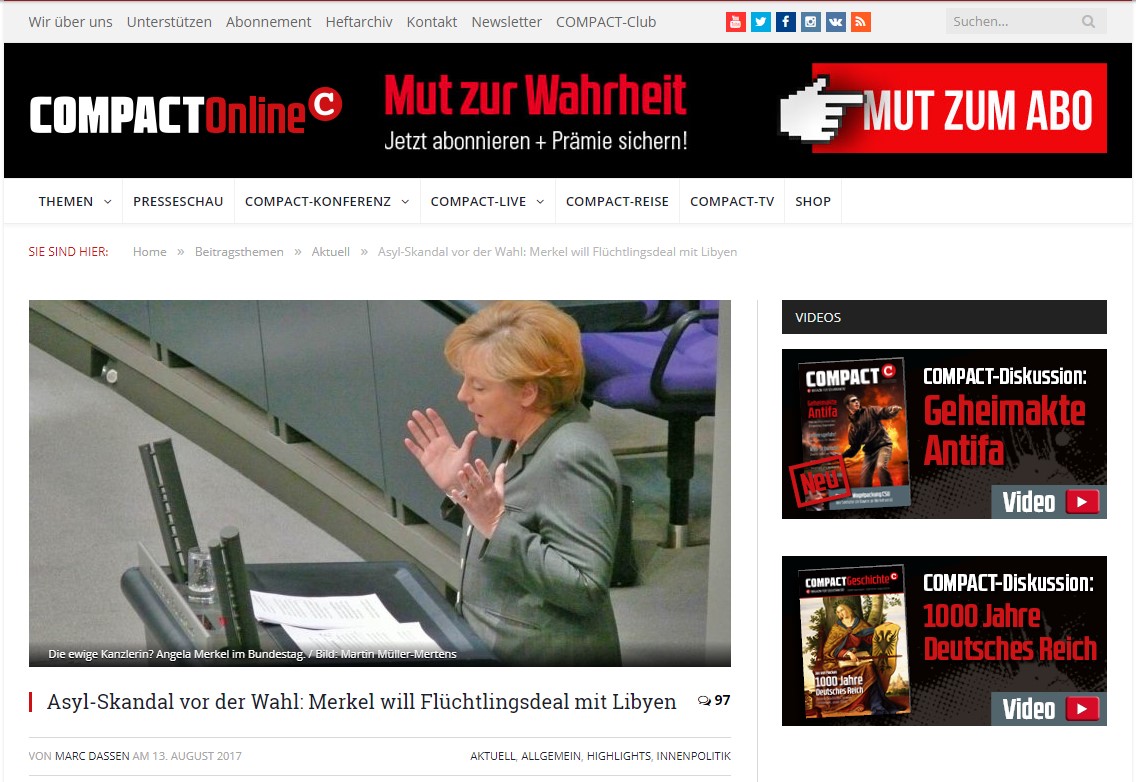 Wir über uns Unterstützen Abonnement Heftarchiv Kontakt Newsletter COMPACT-Club
Suchen...
COMPACTOnline C
Mut zur Wahrheit
Jetzt abonnieren + Prämie sichern!
MUT ZUM ABO
THEMEN PRESSESCHAU COMPACT-KONFERENZ COMPACT-LIVE COMPACT-REISE COMPACT-TV SHOP
SIE SIND HIER: Home » Beitragsthemen » Aktuell » Asyl-Skandal vor der Wahl: Merkel will Flüchtlingsdeal mit Libyen
Die ewige Kanzlerin? Angela Merkel im Bundestag. / Bild: Martin Müller-Mertens
Asyl-Skandal vor der Wahl: Merkel will Flüchtlingsdeal mit Libyen 97
VON MARC DASSEN AM 13. AUGUST 2017
AKTUELL, ALLGEMEIN, HIGHLIGHTS, INNENPOLITIK
VIDEOS
COMPACT C
Geheimakte
Antifa
Neu
COMPACT-Diskussion:
Geheimakte
Antifa
Video
COMPACTGeschichte C
1000 Jahre
Deutsches Reich
COMPACT-Diskussion:
1000 Jahre
Deutsches Reich
Video